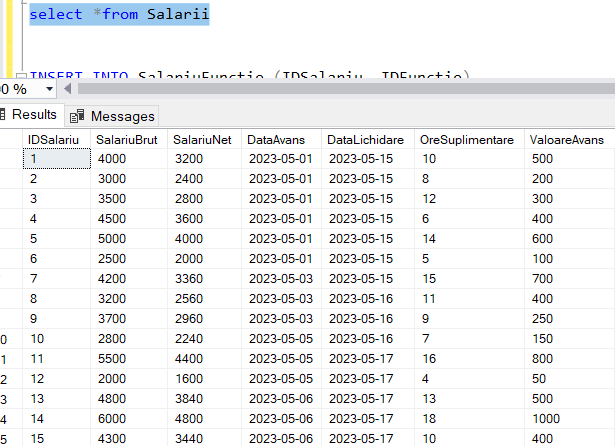 select *from Salarii
INSERT INTO SalariuFunctie (IDSalariu, IDFunctie)
00 %
Results Messages
IDSalariu SalariuBrut SalariuNet DataAvans DataLichidare OreSuplimentare ValoareAvans
1 4000 3200 2023-05-01 2023-05-15 10 500
2 3000 2400 2023-05-01 2023-05-15 8 200
3 3500 2800 2023-05-01 2023-05-15 12 300
4 4500 3600 2023-05-01 2023-05-15 6 400
5 5000 4000 2023-05-01 2023-05-15 14 600
6 2500 2000 2023-05-01 2023-05-15 5 100
7 4200 3360 2023-05-03 2023-05-15 15 700
8 3200 2560 2023-05-03 2023-05-16 11 400
9 3700 2960 2023-05-03 2023-05-16 9 250
0 10 2800 2240 2023-05-05 2023-05-16 7 150
1 11 5500 4400 2023-05-05 2023-05-17 16 800
2 12 2000 1600 2023-05-05 2023-05-17 4 50
3 13 4800 3840 2023-05-06 2023-05-17 13 500
4 14 6000 4800 2023-05-06 2023-05-17 18 1000
5 15 4300 3440 2023-05-06 2023-05-17 10 400